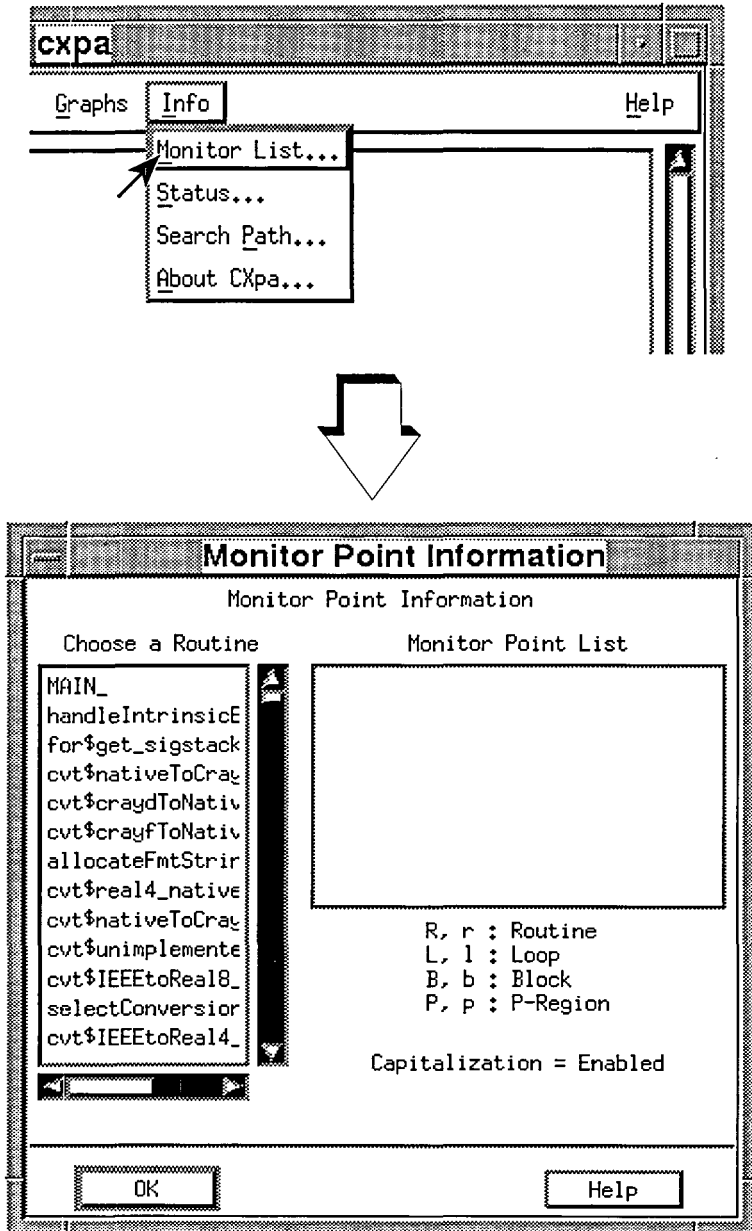 cxpa
Graphs Info Help
Monitor List...
Status...
Search Path...
About CXpa...
Monitor Point Information
Monitor Point Information
Choose a Routine
MAIN_
handleIntrinsicE
for$get_sigstack
cvt$nativeToCray
cvt$craydToNativ
cvt$crayfToNativ
allocateFmtStrin
cvt$real4_native
cvt$nativeToCray
cvt$unimplemente
cvt$IEEEtoReal8_
selectConversion
cvt$IEEEtoReal4_
Monitor Point List
R, r : Routine
L, l : Loop
B, b : Block
P, p : P-Region
Capitalization = Enabled
OK Help